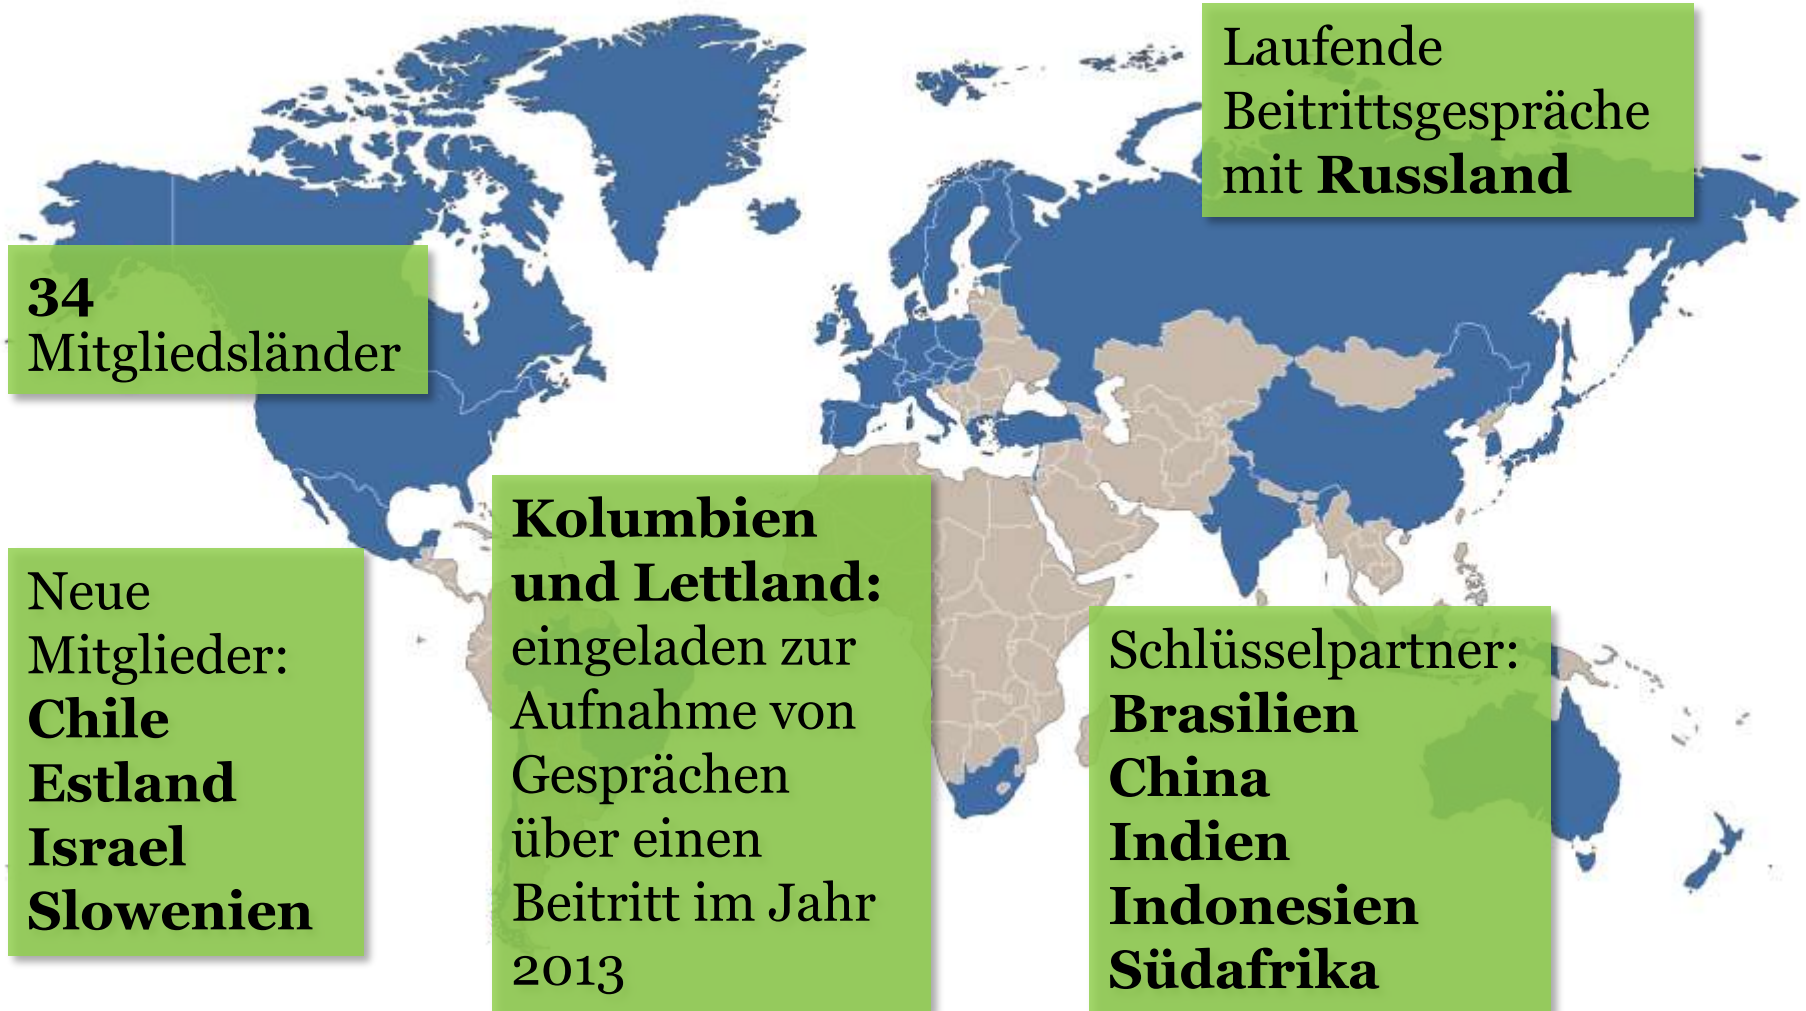 Laufende
Beitrittsgespräche
mit Russland
34
Mitgliedsländer
Neue
Mitglieder:
Chile
Estland
Israel
Slowenien
Kolumbien
und Lettland:
eingeladen zur
Aufnahme von
Gesprächen
über einen
Beitritt im Jahr
2013
Schlüsselpartner:
Brasilien
China
Indien
Indonesien
Südafrika